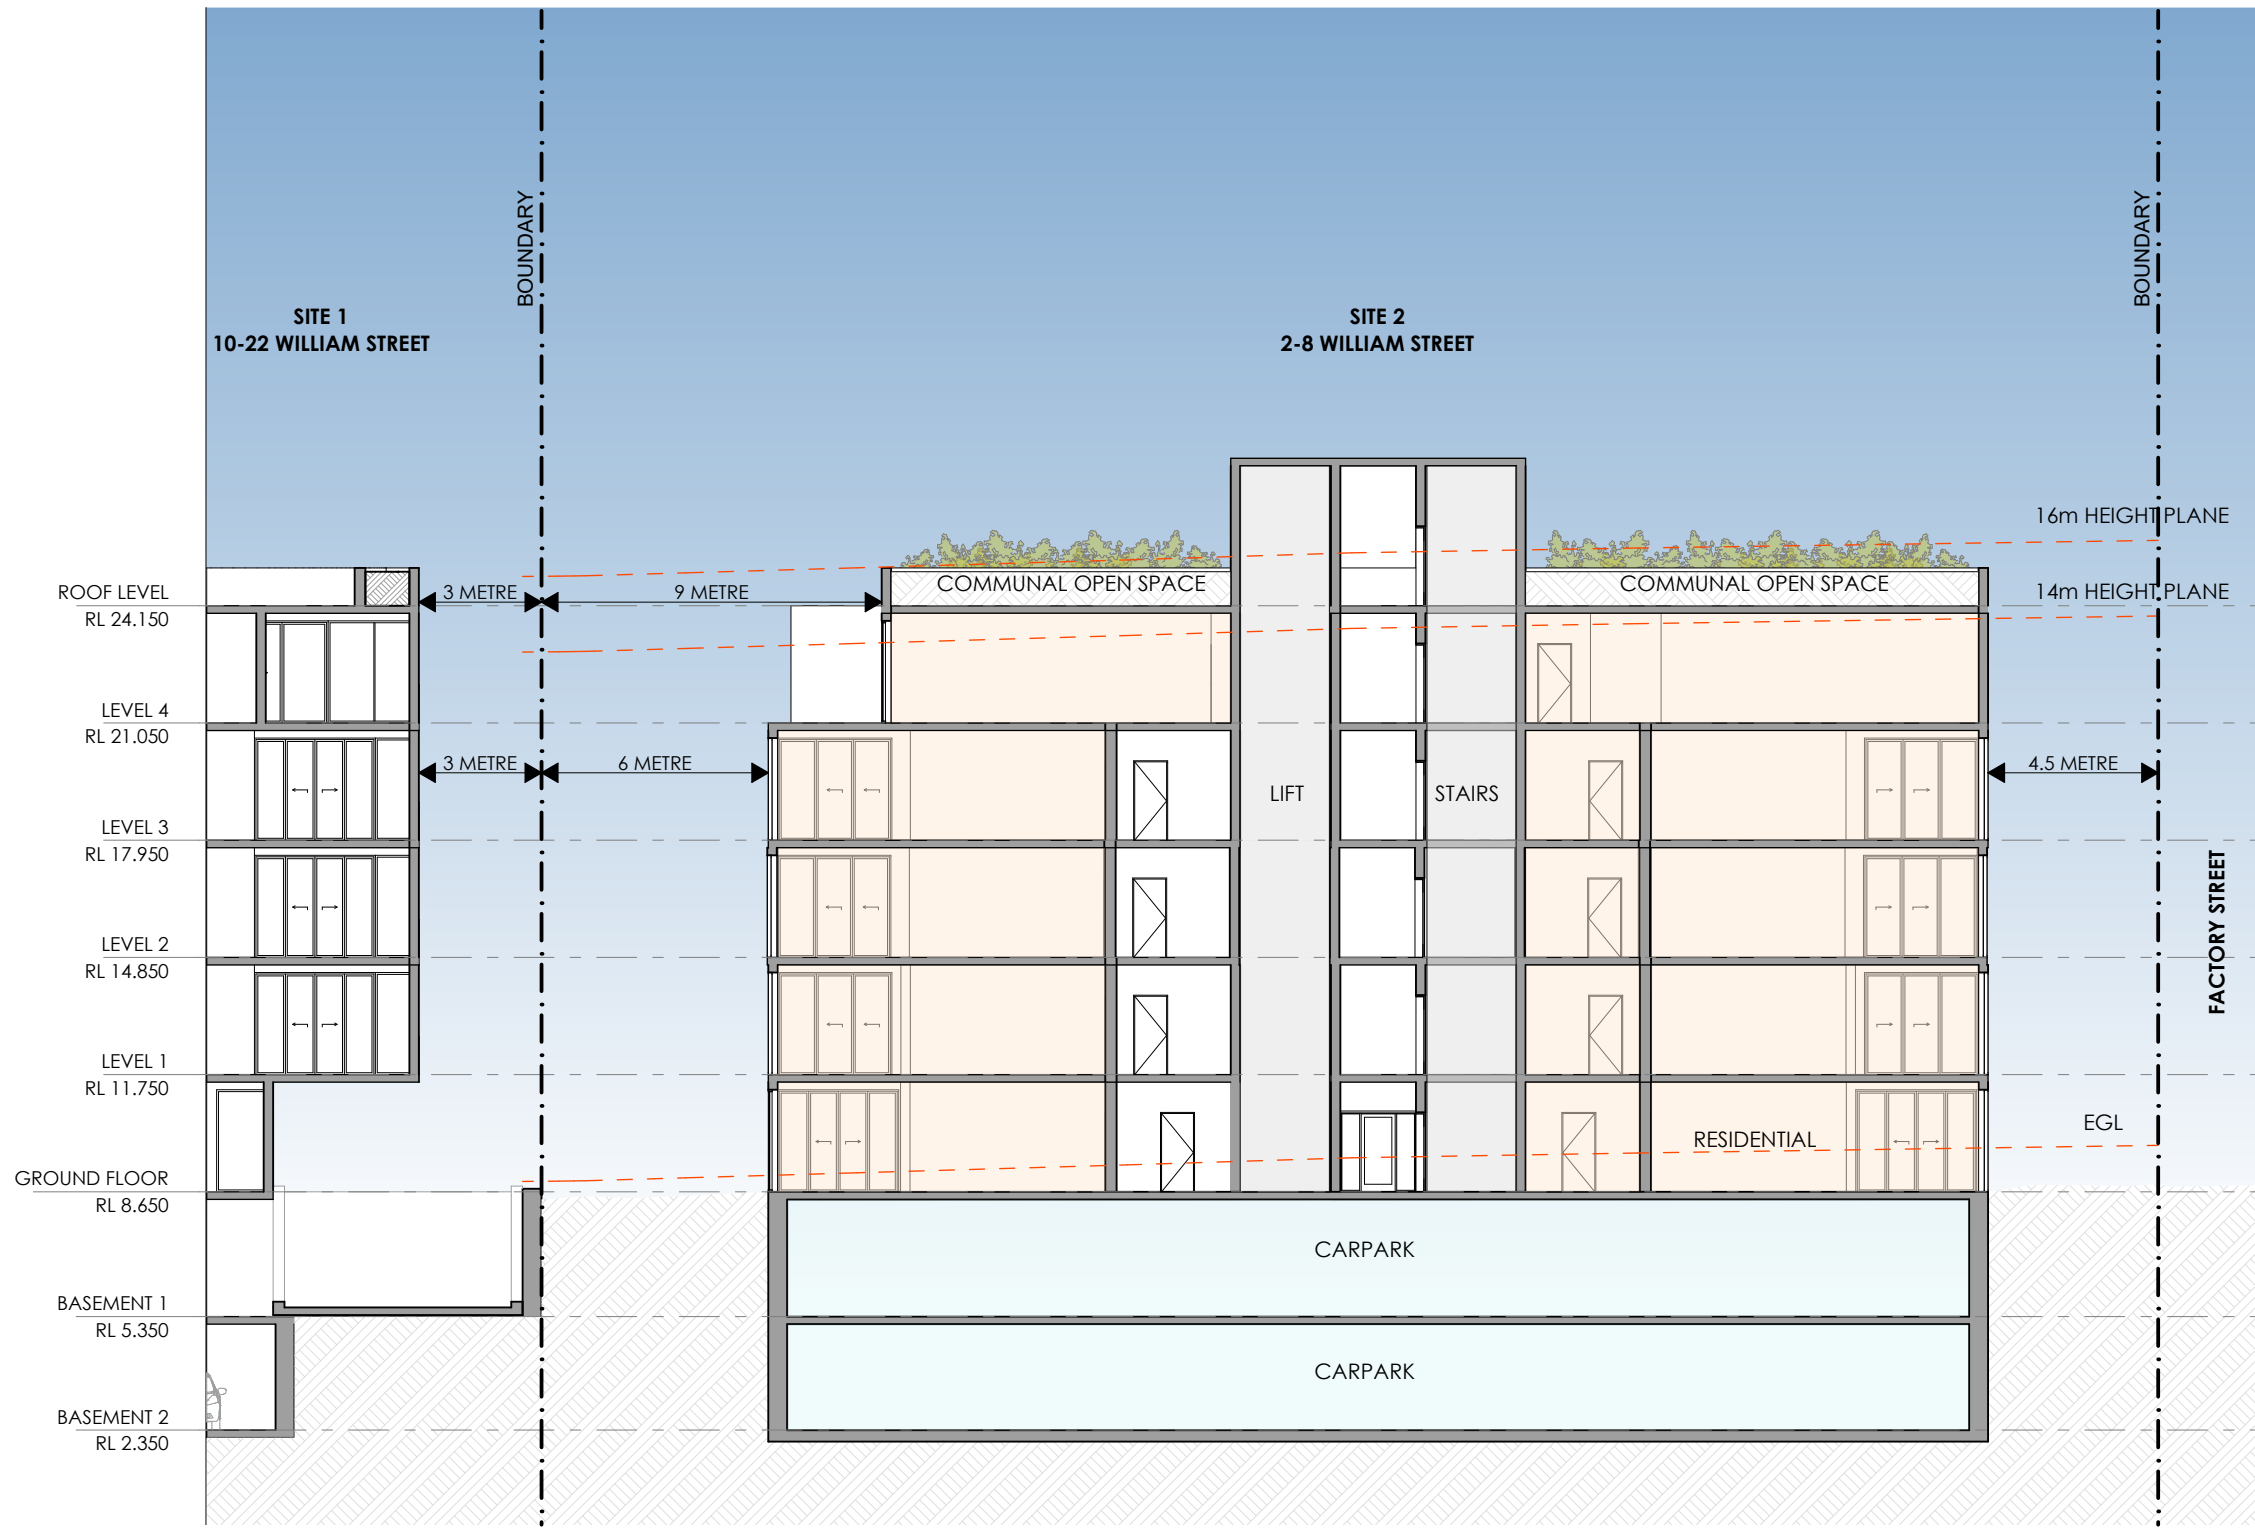 BOUNDARY
BOUNDARY
SITE 1
10-22 WILLIAM STREET
SITE 2
2-8 WILLIAM STREET
16m HEIGHT PLANE
14m HEIGHT PLANE
ROOF LEVEL
RL 24.150
3 METRE
9 METRE
COMMUNAL OPEN SPACE
COMMUNAL OPEN SPACE
LEVEL 4
RL 21.050
3 METRE
6 METRE
4.5 METRE
LIFT
STAIRS
LEVEL 3
RL 17.950
FACTORY STREET
LEVEL 2
RL 14.850
LEVEL 1
RL 11.750
EGL
RESIDENTIAL
GROUND FLOOR
RL 8.650
CARPARK
BASEMENT 1
RL 5.350
CARPARK
BASEMENT 2
RL 2.350